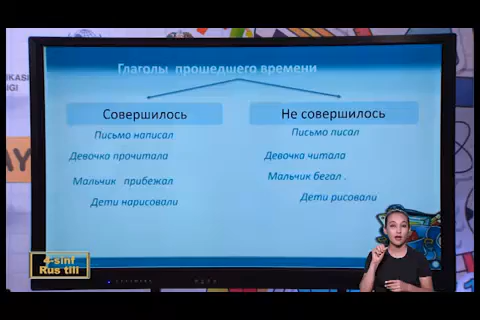 Глаголы прошедшего времени
Совершилось
Не совершилось
Письмо написал
Письмо писал
Девочка прочитала
Девочка читала
Мальчик прибежал
Мальчик бегал .
Дети нарисовали
Дети рисовали
4-sinf
Rus tili